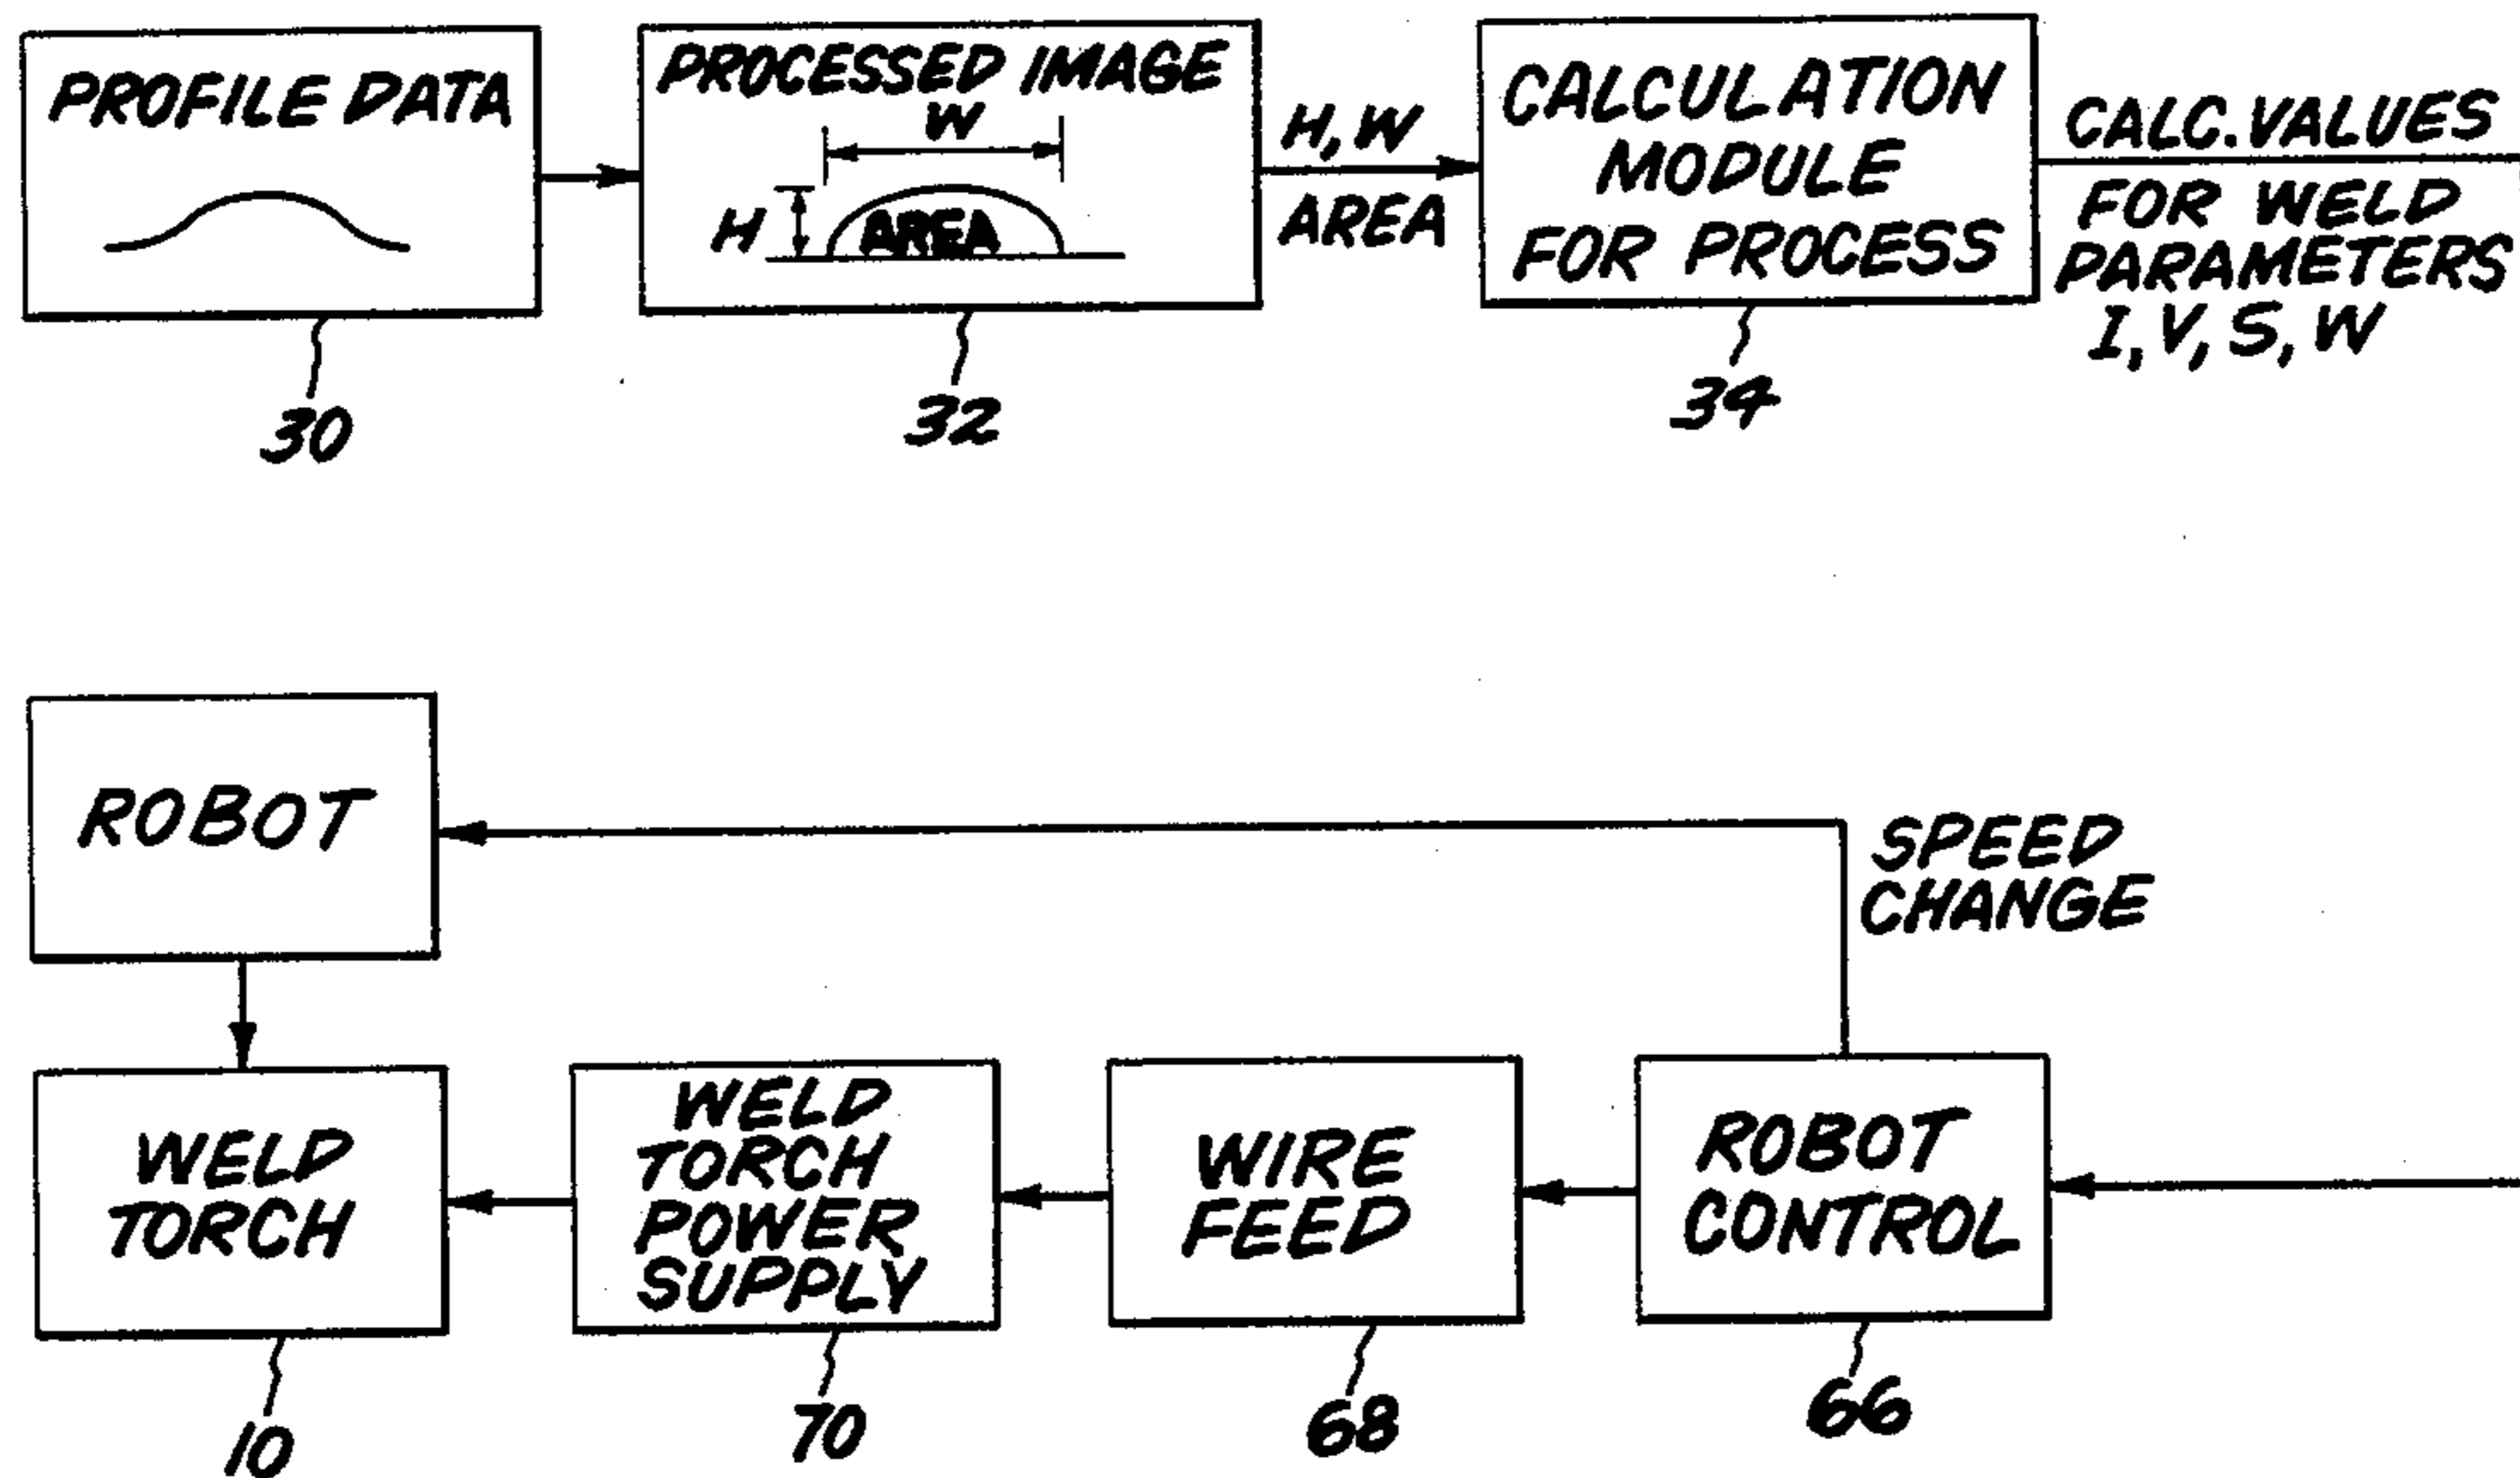 PROFILE DATA
30
PROCESSED IMAGE
W
H
AREA
32
H, W
AREA
CALCULATION
MODULE
FOR PROCESS
34
CALC. VALUES
FOR WELD
PARAMETERS
I, V, S, W
ROBOT
SPEED
CHANGE
WELD
TORCH
10
WELD
TORCH
POWER
SUPPLY
70
WIRE
FEED
68
ROBOT
CONTROL
66